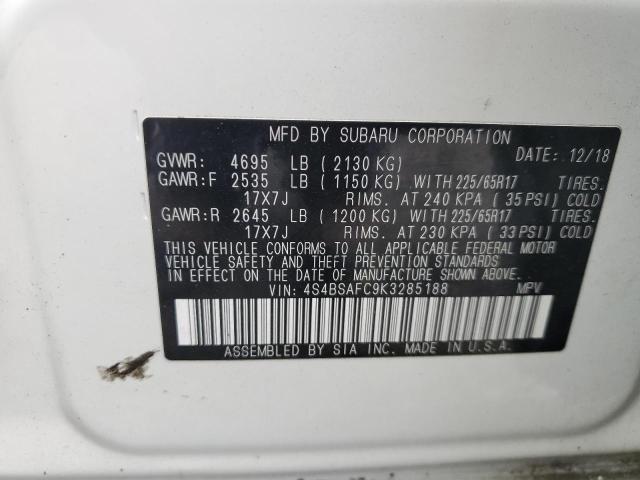 MFD BY SUBARU CORPORATION
DATE: 12/18
GVWR: 4695 LB ( 2130 KG)
GAWR:F 2535 LB ( 1150 KG) WITH 225/65R17 TIRES.
17X7J RIMS. AT 240 KPA ( 35 PSI) COLD
GAWR:R 2645 LB ( 1200 KG) WITH 225/65R17 TIRES.
17X7J RIMS. AT 230 KPA ( 33 PSI) COLD
THIS VEHICLE CONFORMS TO ALL APPLICABLE FEDERAL MOTOR
VEHICLE SAFETY AND THEFT PREVENTION STANDARDS
IN EFFECT ON THE DATE OF MANUFACTURE SHOWN ABOVE.
VIN: 4S4BSAFC9K3285188 MPV
ASSEMBLED BY SIA INC. MADE IN U.S.A.